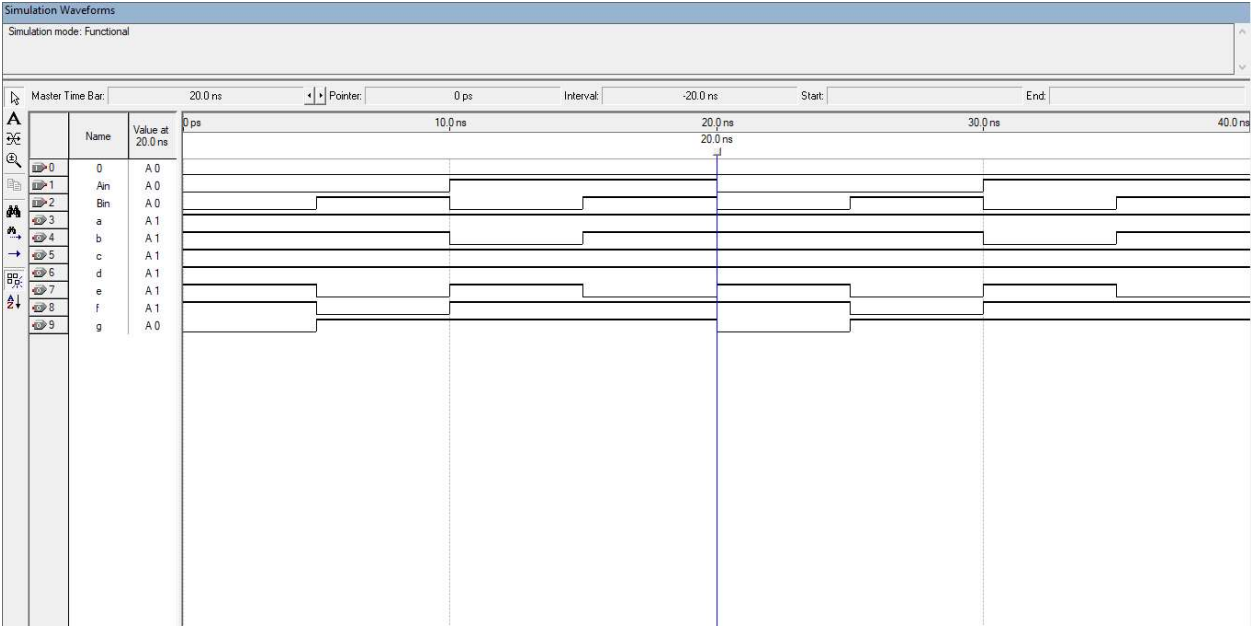 Simulation Waveforms
Simulation mode: Functional
Master Time Bar: 20.0 ns Pointer: 0 ps Interval: -20.0 ns Start: End:
Name Value at 20.0 ns
0 ps 10.0 ns 20.0 ns 30.0 ns 40.0 ns
20.0 ns
0 0 A 0
1 Ain A 0
2 Bin A 0
3 a A 1
4 b A 1
5 c A 1
6 d A 1
7 e A 1
8 f A 1
9 g A 0